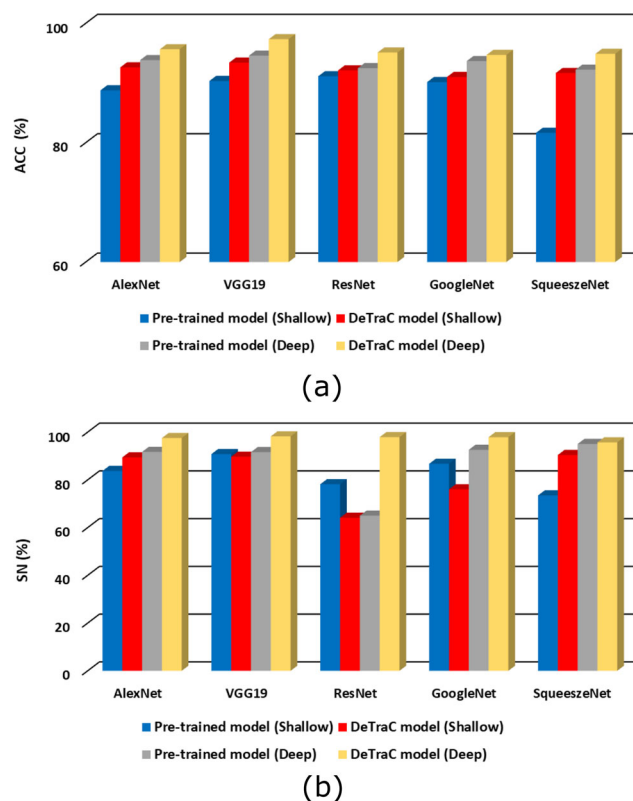 100
80
60
ACC (%)
AlexNet VGG19 ResNet GoogleNet SqueeszeNet
Pre-trained model (Shallow) DeTraC model (Shallow)
Pre-trained model (Deep) DeTraC model (Deep)
(a)
100
80
60
40
20
0
SN (%)
AlexNet VGG19 ResNet GoogleNet SqueeszeNet
Pre-trained model (Shallow) DeTraC model (Shallow)
Pre-trained model (Deep) DeTraC model (Deep)
(b)